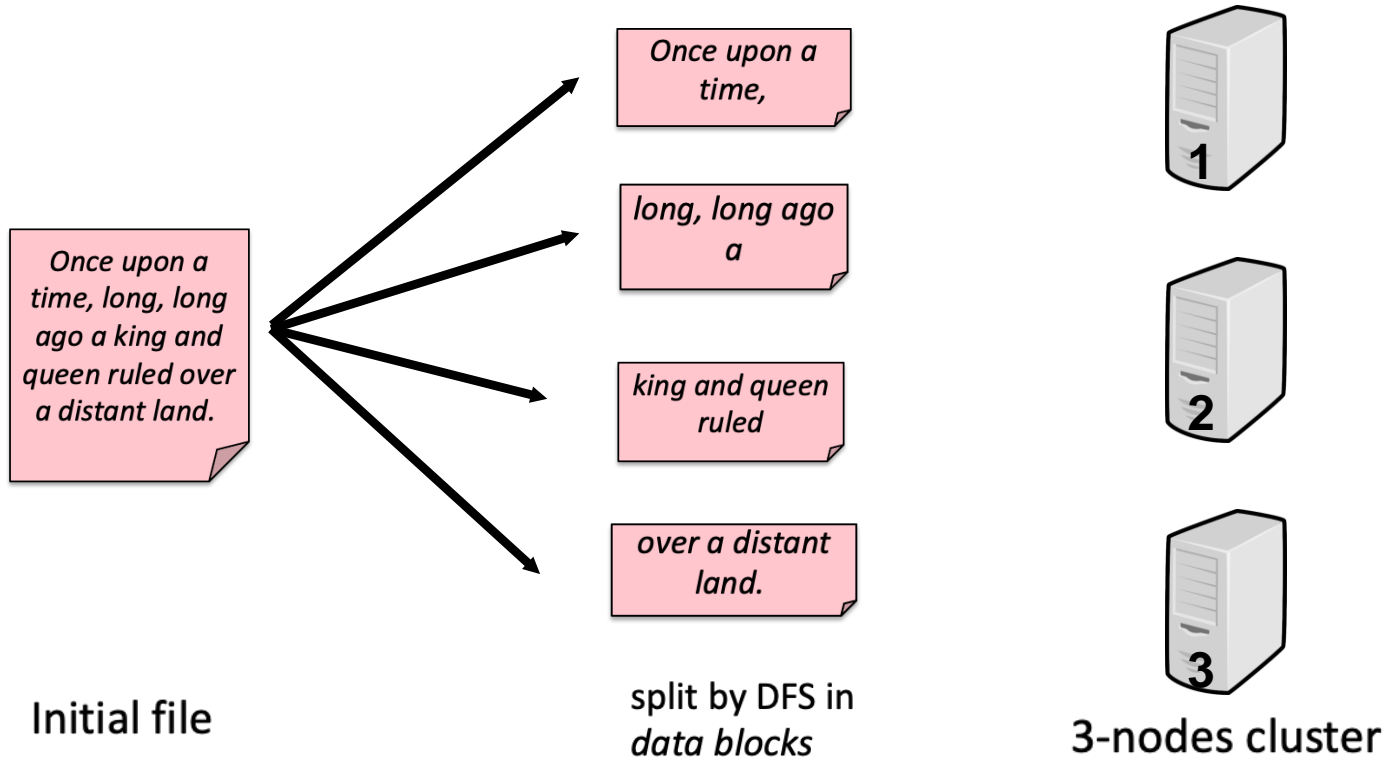 Once upon a
time, long, long
ago a king and
queen ruled over
a distant land.
Initial file
Once upon a
time,
long, long ago
a
king and queen
ruled
over a distant
land.
split by DFS in
data blocks
1
2
3
3-nodes cluster